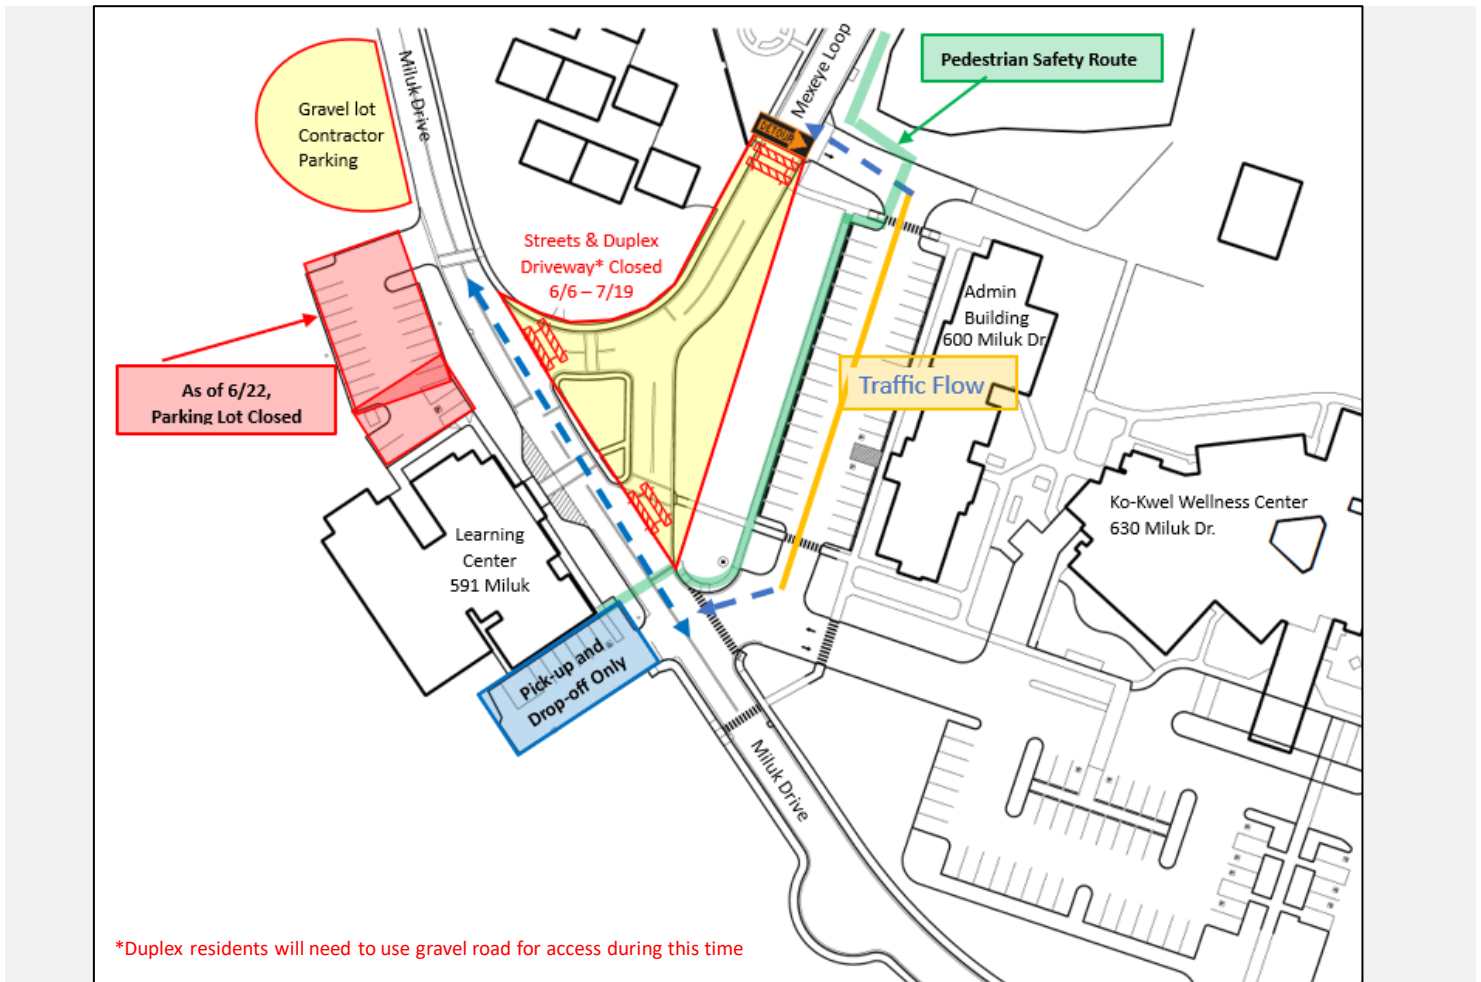 Miluk Drive
Mexeye Loop
Pedestrian Safety Route
Gravel lot
Contractor
Parking
DETOUR
Streets & Duplex
Driveway* Closed
6/6 – 7/19
Admin
Building
600 Miluk Dr
As of 6/22,
Parking Lot Closed
Traffic Flow
Ko-Kwel Wellness Center
630 Miluk Dr.
Learning
Center
591 Miluk
Pick-up and
Drop-off Only
Miluk Drive
*Duplex residents will need to use gravel road for access during this time